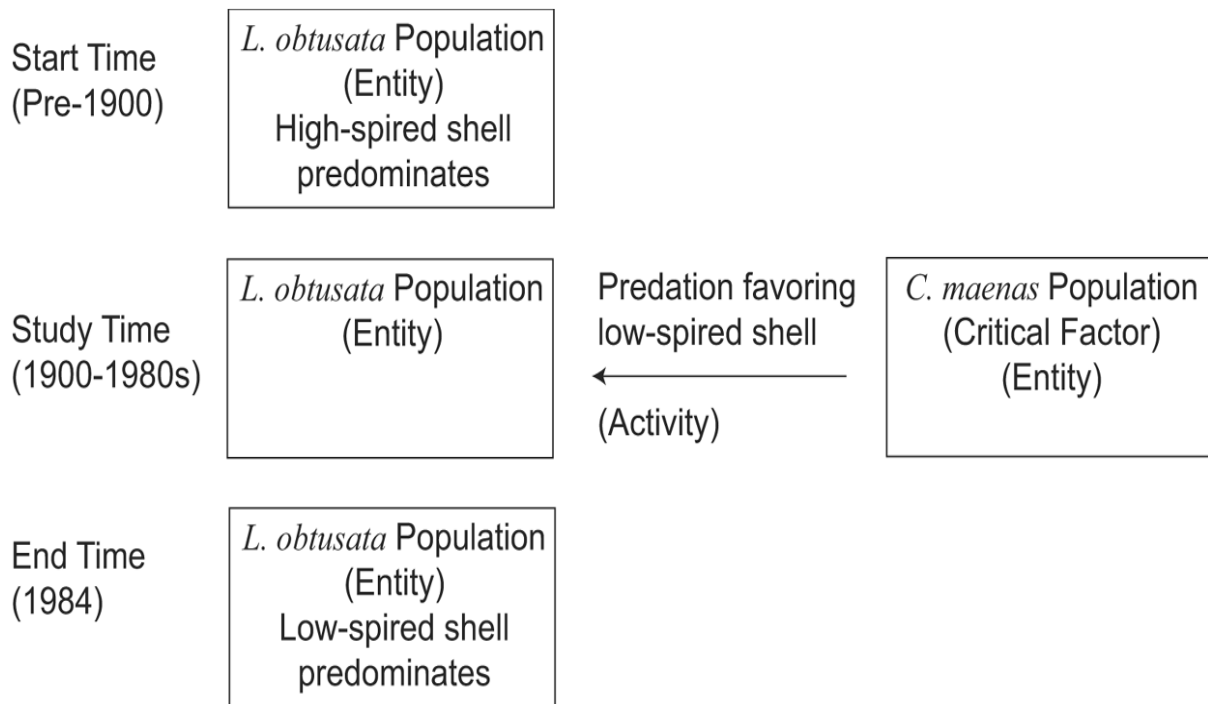 Start Time
(Pre-1900)
L. obtusata Population
(Entity)
High-spired shell
predominates
Study Time
(1900-1980s)
L. obtusata Population
(Entity)
Predation favoring
low-spired shell
(Activity)
C. maenas Population
(Critical Factor)
(Entity)
End Time
(1984)
L. obtusata Population
(Entity)
Low-spired shell
predominates